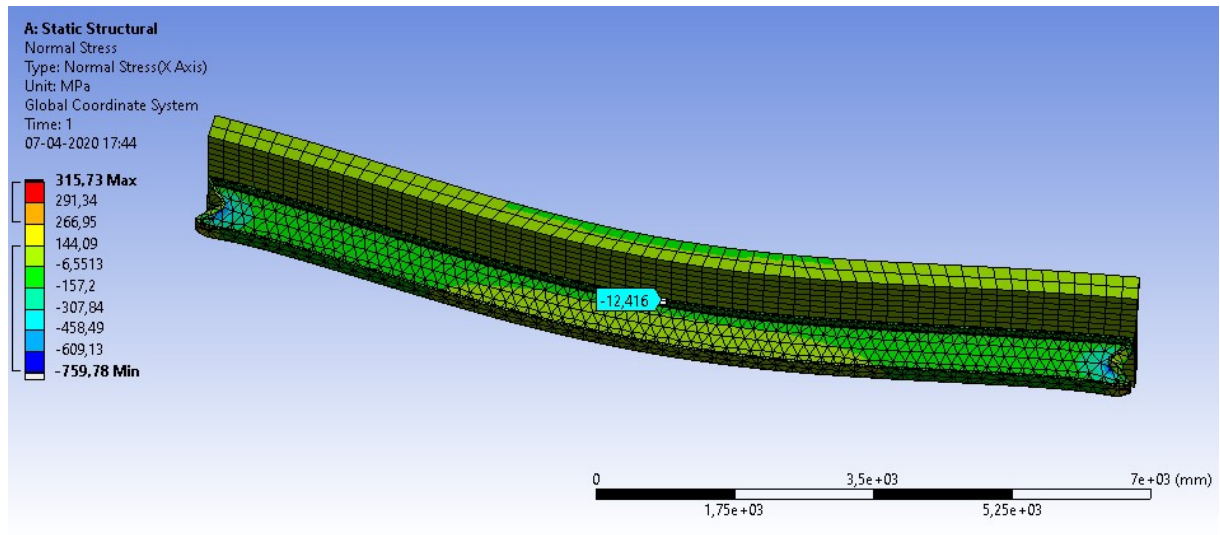 A: Static Structural
Normal Stress
Type: Normal Stress(X Axis)
Unit: MPa
Global Coordinate System
Time: 1
07-04-2020 17:44
315,73 Max
291,34
266,95
144,09
-6,5513
-157,2
-307,84
-458,49
-609,13
-759,78 Min
-12,416
0 3,5e+03 7e+03 (mm)
1,75e+03 5,25e+03